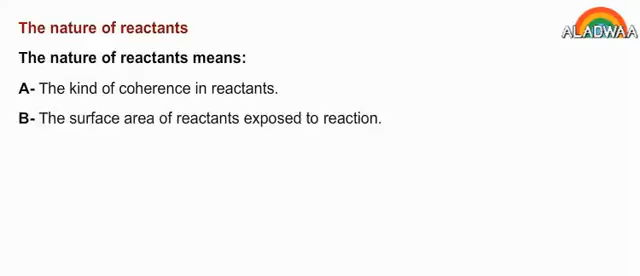 The nature of reactants
ALADWAA
The nature of reactants means:
A- The kind of coherence in reactants.
B- The surface area of reactants exposed to reaction.